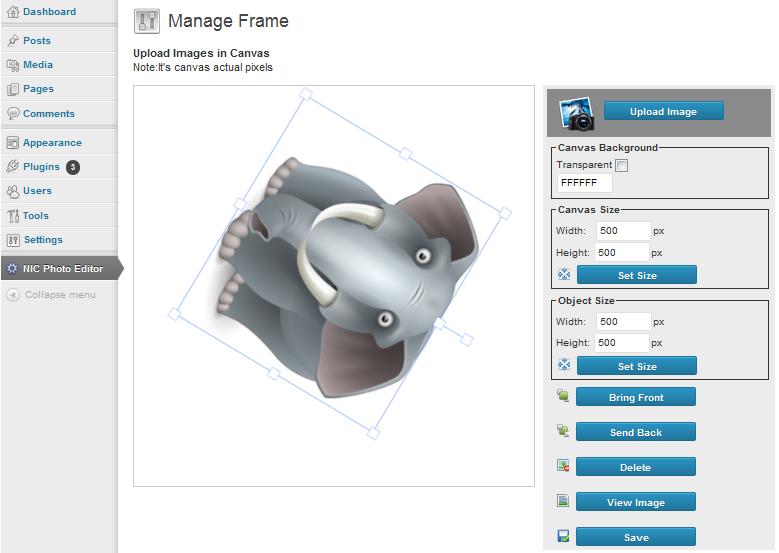 Dashboard
Posts
Media
Pages
Comments
Appearance
Plugins 3
Users
Tools
Settings
NIC Photo Editor
Collapse menu
Manage Frame
Upload Images in Canvas
Note:It's canvas actual pixels
Upload Image
Canvas Background
Transparent
FFFFFF
Canvas Size
Width: 500 px
Height: 500 px
Set Size
Object Size
Width: 500 px
Height: 500 px
Set Size
Bring Front
Send Back
Delete
View Image
Save